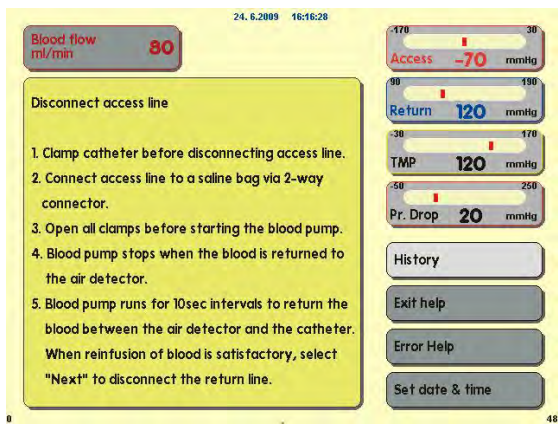 24. 6.2009 16:16:28
Blood flow
ml/min 80
-170 30
Access -70 mmHg
90 190
Return 120 mmHg
-30 170
TMP 120 mmHg
-50 250
Pr. Drop 20 mmHg
Disconnect access line
1. Clamp catheter before disconnecting access line.
2. Connect access line to a saline bag via 2-way
connector.
3. Open all clamps before starting the blood pump.
4. Blood pump stops when the blood is returned to
the air detector.
5. Blood pump runs for 10sec intervals to return the
blood between the air detector and the catheter.
When reinfusion of blood is satisfactory, select
"Next" to disconnect the return line.
History
Exit help
Error Help
Set date & time
0 48